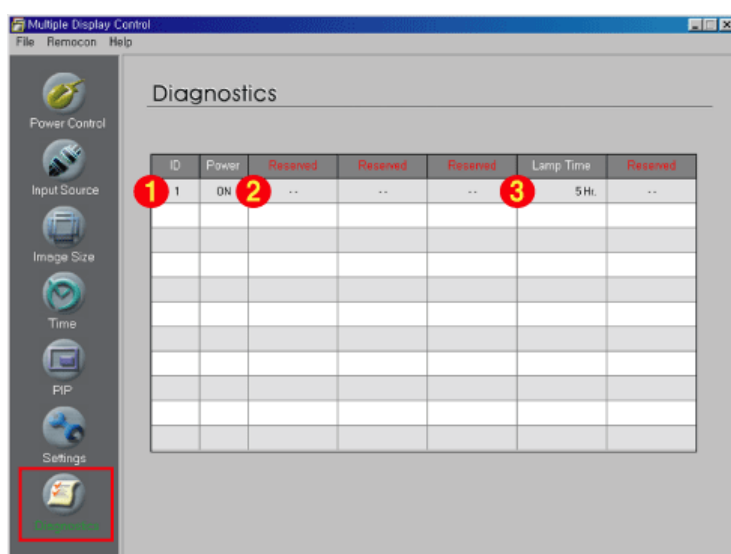 Multiple Display Control
File Remocon Help
Diagnostics
Power Control
Input Source
Image Size
Time
PIP
Settings
Diagnostics
ID Power Reserved Reserved Reserved Lamp Time Reserved
1 1 ON 2 -- -- -- 3 5 Hr. --